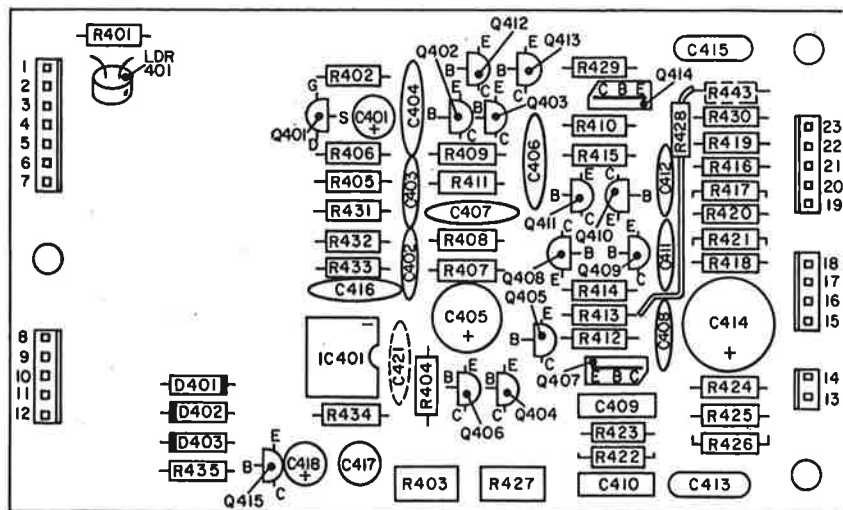 R401
LDR
401
1
2
3
4
5
6
7
8
9
10
11
12
G
S
D
Q401
R402
C401
+
C404
R406
R405
R431
R432
R433
C403
C402
C416
Q402
Q412
Q413
Q403
E
B
C
E
B
C
E
B
C
E
B
C
R409
R411
C407
R408
R407
C405
+
C406
R429
C B E
Q414
R410
R415
Q411
Q410
B
E
C
C
E
B
Q408
Q409
C
B
E
E
B
C
R414
R413
R412
Q405
E
B
C
Q407
E B C
C412
C411
C408
C415
R428
R443
R430
R419
R416
R417
R420
R421
R418
C414
+
R424
R425
R426
23
22
21
20
19
18
17
16
15
14
13
IC401
C421
R404
R434
E
B
C
Q406
E
B
C
Q404
C409
R423
R422
C410
C413
D401
D402
D403
R435
E
B
C
Q415
C418
+
C417
R403
R427